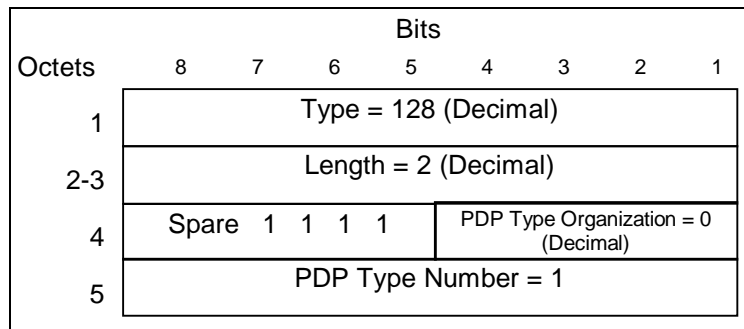 Bits
Octets 8 7 6 5 4 3 2 1
1 Type = 128 (Decimal)
2-3 Length = 2 (Decimal)
4 Spare 1 1 1 1 PDP Type Organization = 0
(Decimal)
5 PDP Type Number = 1